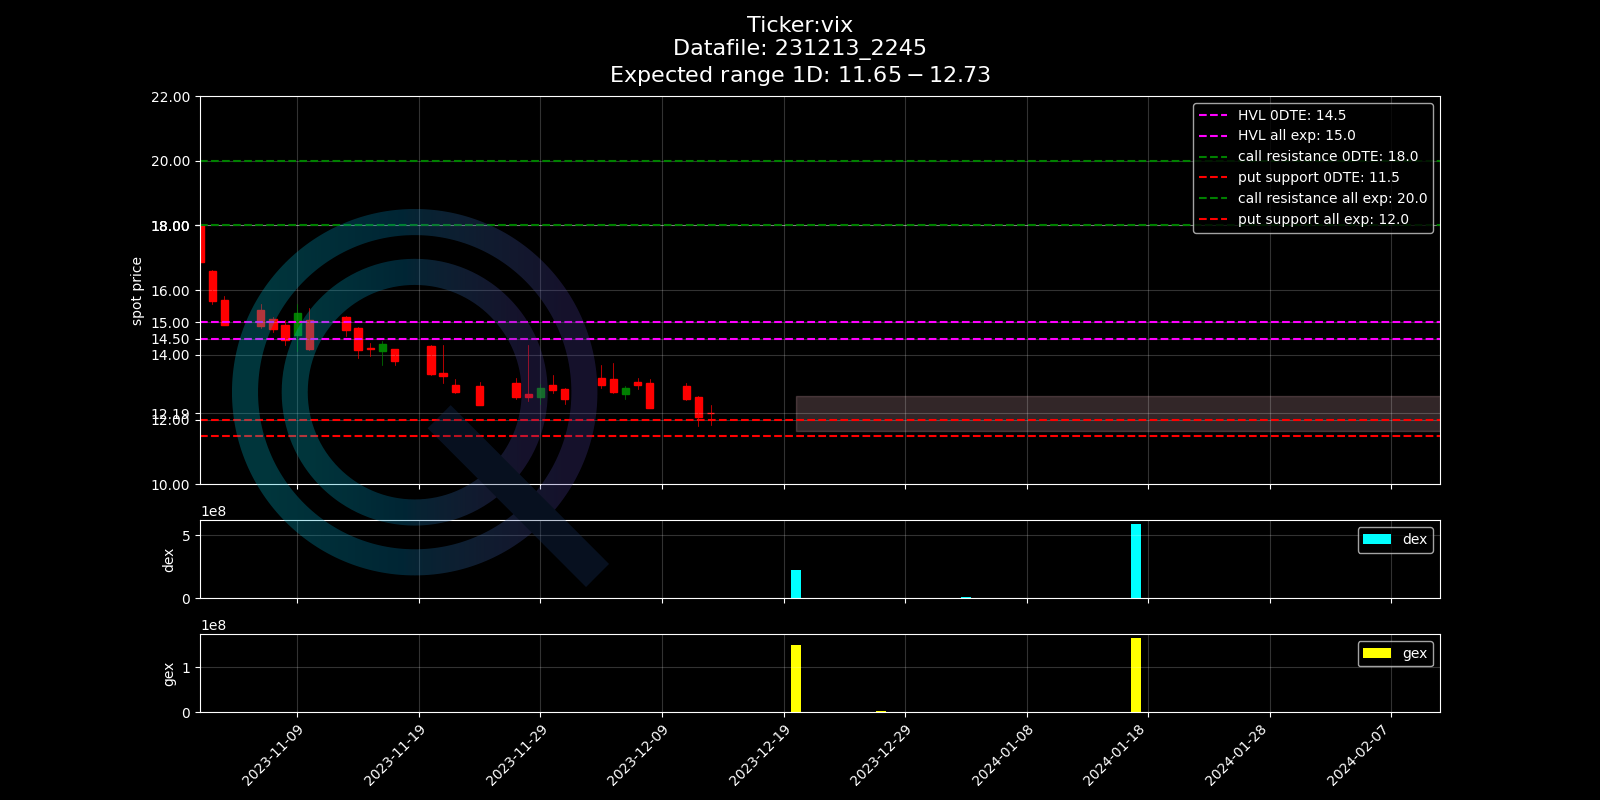 Ticker:vix
Datafile: 231213_2245
Expected range 1D: 11.65 − 12.73
22.00
20.00
18.00
16.00
15.00
14.50
14.00
12.19
12.00
10.00
spot price
HVL 0DTE: 14.5
HVL all exp: 15.0
call resistance 0DTE: 18.0
put support 0DTE: 11.5
call resistance all exp: 20.0
put support all exp: 12.0
1e8
5
0
dex
dex
1e8
1
0
gex
gex
2023-11-09
2023-11-19
2023-11-29
2023-12-09
2023-12-19
2023-12-29
2024-01-08
2024-01-18
2024-01-28
2024-02-07